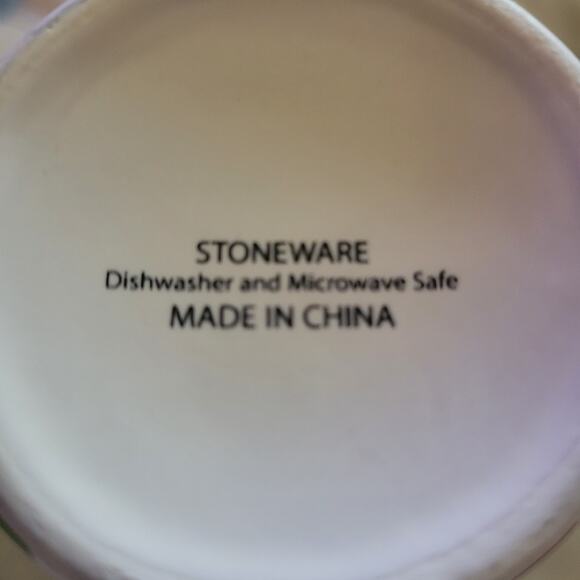 STONEWARE
Dishwasher and Microwave Safe
MADE IN CHINA